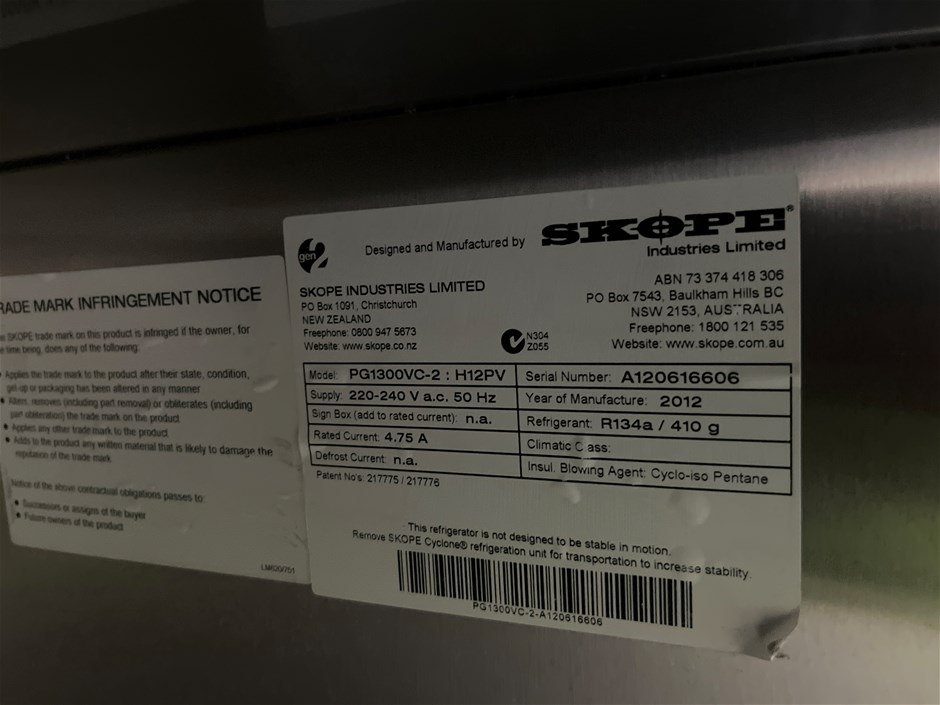 TRADE MARK INFRINGEMENT NOTICE
SKOPE trade mark on this product is infringed if the owner, for
time being, does any of the following:
• Applies the trade mark to the product after their state, condition,
get-up or packaging has been altered in any manner
• Alters, removes (including part removal) or obliterates (including
part obliteration) the trade mark on the product
• Applies any other trade mark to the product
• Adds to the product any written material that is likely to damage the
reputation of the trade mark
Notice of the above contractual obligations passes to:
• Successors or assigns of the buyer
• Future owners of the product
gen 2
Designed and Manufactured by SKOPE®
Industries Limited
SKOPE INDUSTRIES LIMITED
PO Box 1091, Christchurch
NEW ZEALAND
Freephone: 0800 947 5673
Website: www.skope.co.nz
N304
Z055
ABN 73 374 418 306
PO Box 7543, Baulkham Hills BC
NSW 2153, AUSTRALIA
Freephone: 1800 121 535
Website: www.skope.com.au
Model: PG1300VC-2 : H12PV
Serial Number: A120616606
Supply: 220-240 V a.c. 50 Hz
Year of Manufacture: 2012
Sign Box (add to rated current): n.a.
Refrigerant: R134a / 410 g
Rated Current: 4.75 A
Climatic Class:
Defrost Current: n.a.
Insul. Blowing Agent: Cyclo-iso Pentane
Patent No's: 217775 / 217776
This refrigerator is not designed to be stable in motion.
Remove SKOPE Cyclone® refrigeration unit for transportation to increase stability.
PG1300VC-2-A120616606